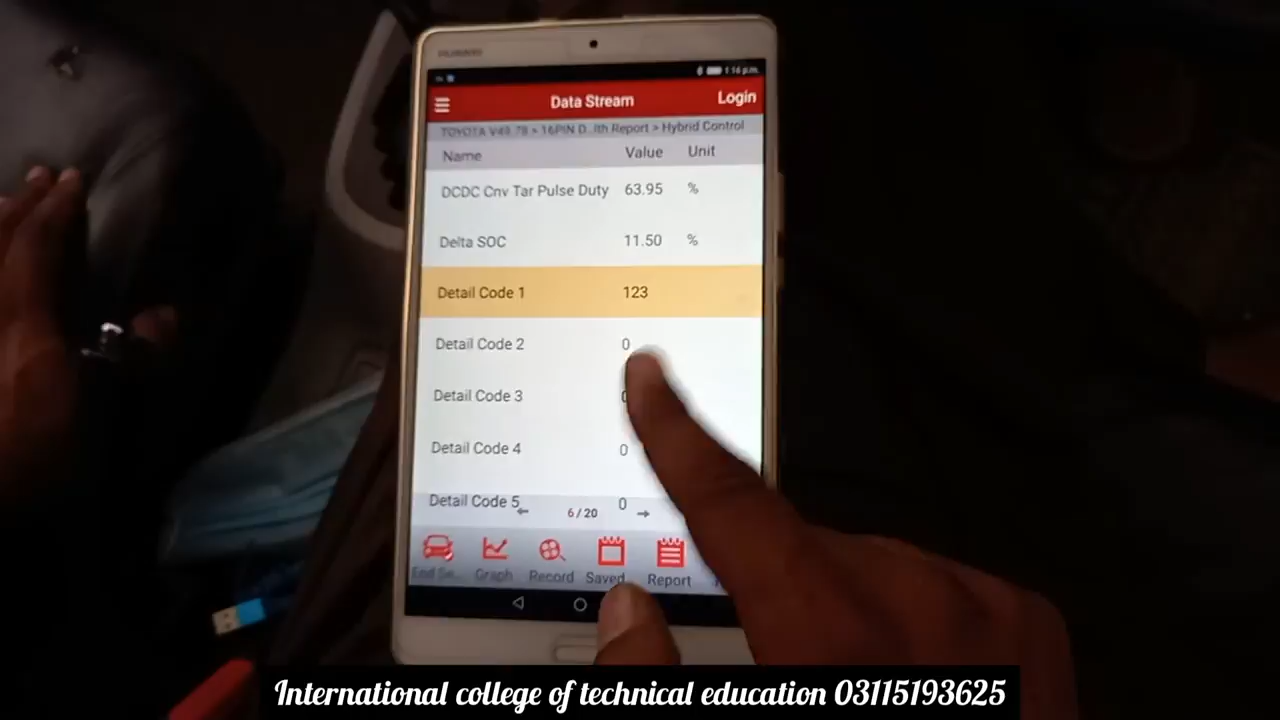 HUAWEI
1:16 p.m.
Data Stream
Login
TOYOTA V49.78 > 16PIN D..lth Report > Hybrid Control
Name Value Unit
DCDC Cnv Tar Pulse Duty 63.95 %
Delta SOC 11.50 %
Detail Code 1 123
Detail Code 2 0
Detail Code 3 0
Detail Code 4 0
Detail Code 5 0
6/20
End Se... Graph Record Saved Report
International college of technical education 03115193625